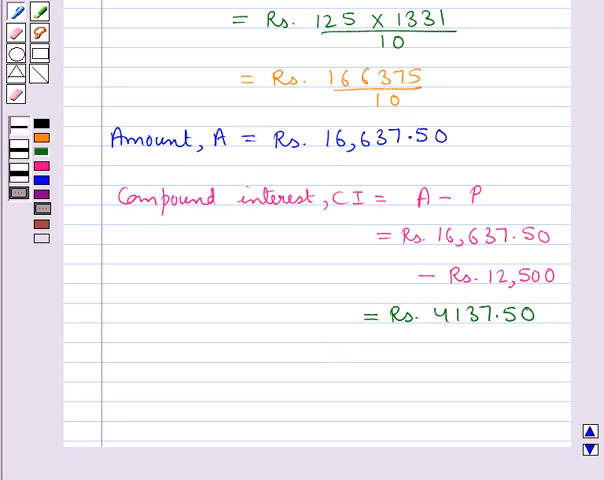 = Rs. 125 x 1331
10
= Rs. 166375
10
Amount, A = Rs. 16,637.50
Compound interest, CI = A - P
= Rs. 16,637.50
- Rs. 12,500
= Rs. 4137.50